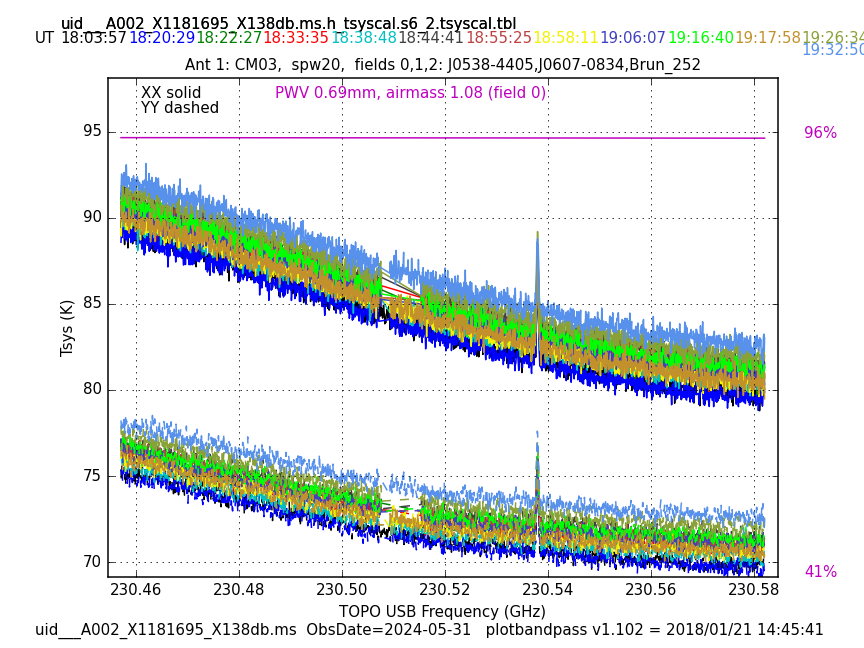 uid___A002_X1181695_X138db.ms.h_tsyscal.s6_2.tsyscal.tbl
UT 18:03:57 18:20:29 18:22:27 18:33:35 18:38:48 18:44:41 18:55:25 18:58:11 19:06:07 19:16:40 19:17:58 19:26:34
19:32:50
Ant 1: CM03, spw20, fields 0,1,2: J0538-4405,J0607-0834,Brun_252
XX solid
PWV 0.69mm, airmass 1.08 (field 0)
YY dashed
95
96%
90
85
Tsys (K)
80
75
70
41%
230.46 230.48 230.50 230.52 230.54 230.56 230.58
TOPO USB Frequency (GHz)
uid___A002_X1181695_X138db.ms ObsDate=2024-05-31 plotbandpass v1.102 = 2018/01/21 14:45:41